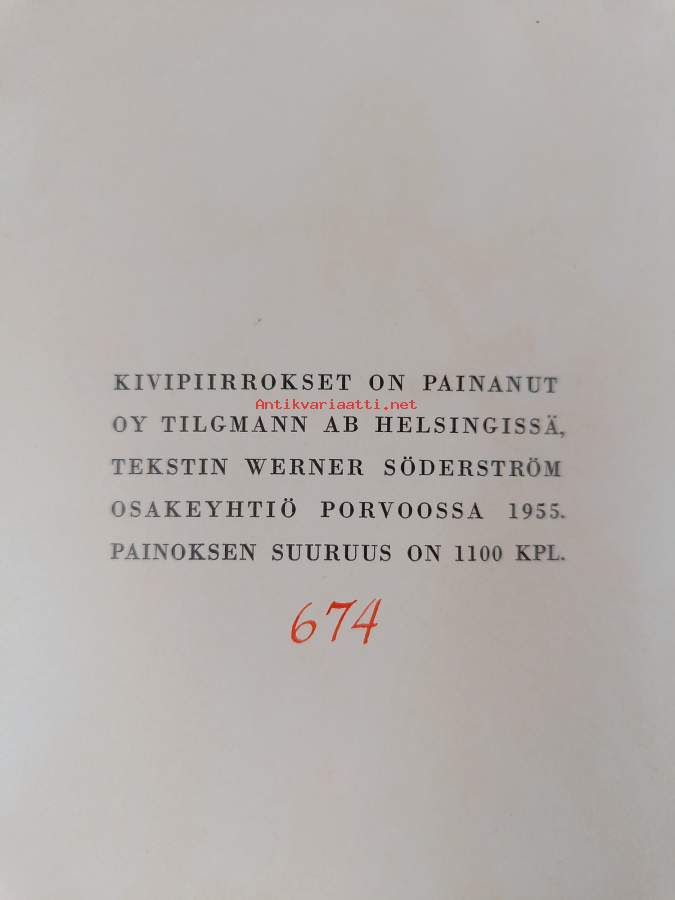 KIVIPIIRROKSET ON PAINANUT
Antikvariaatti.net
OY TILGMANN AB HELSINGISSÄ,
TEKSTIN WERNER SÖDERSTRÖM
OSAKEYHTIÖ PORVOOSSA 1955.
PAINOKSEN SUURUUS ON 1100 KPL.
674